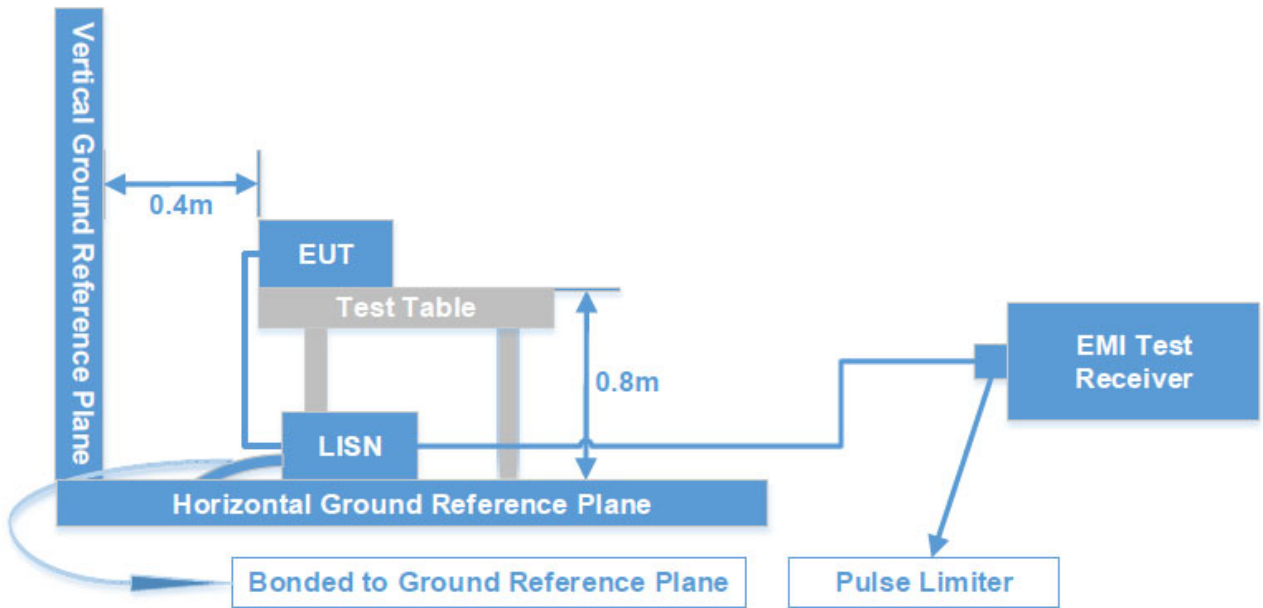 Vertical Ground Reference Plane
0.4m
EUT
Test Table
0.8m
EMI Test
Receiver
LISN
Horizontal Ground Reference Plane
Bonded to Ground Reference Plane
Pulse Limiter